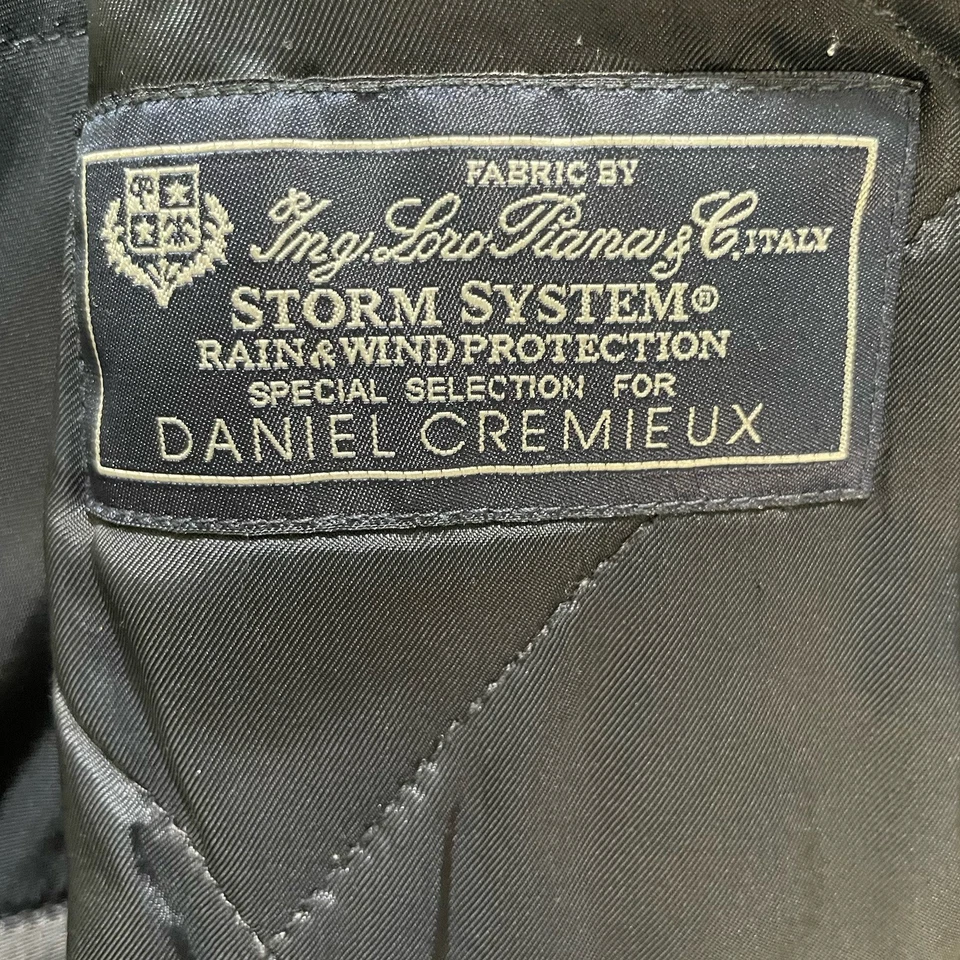 FABRIC BY
Ing. Loro Piana & C. ITALY
STORM SYSTEM®
RAIN & WIND PROTECTION
SPECIAL SELECTION FOR
DANIEL CREMIEUX